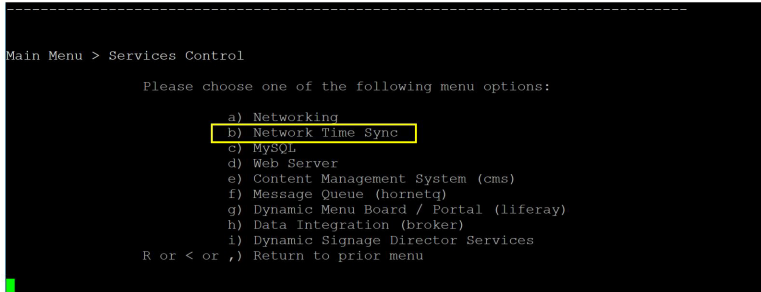 --------------------------------------------------------------------------------
Main Menu > Services Control
Please choose one of the following menu options:
a) Networking
b) Network Time Sync
c) MySQL
d) Web Server
e) Content Management System (cms)
f) Message Queue (hornetq)
g) Dynamic Menu Board / Portal (liferay)
h) Data Integration (broker)
i) Dynamic Signage Director Services
R or < or ,) Return to prior menu